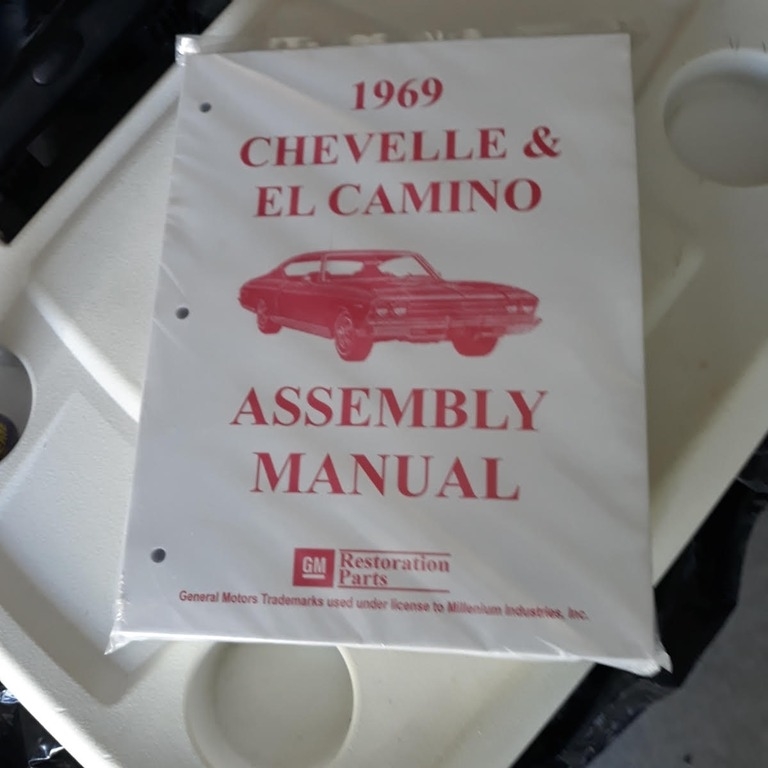 1969
CHEVELLE &
EL CAMINO
ASSEMBLY
MANUAL
GM Restoration
Parts
General Motors Trademarks used under license to Millenium Industries, Inc.